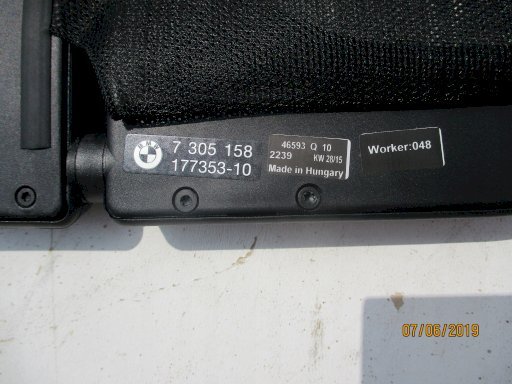 7 305 158
177353-10
46593 Q 10
2239 KW 28/15
Made in Hungary
Worker:048
07/06/2019